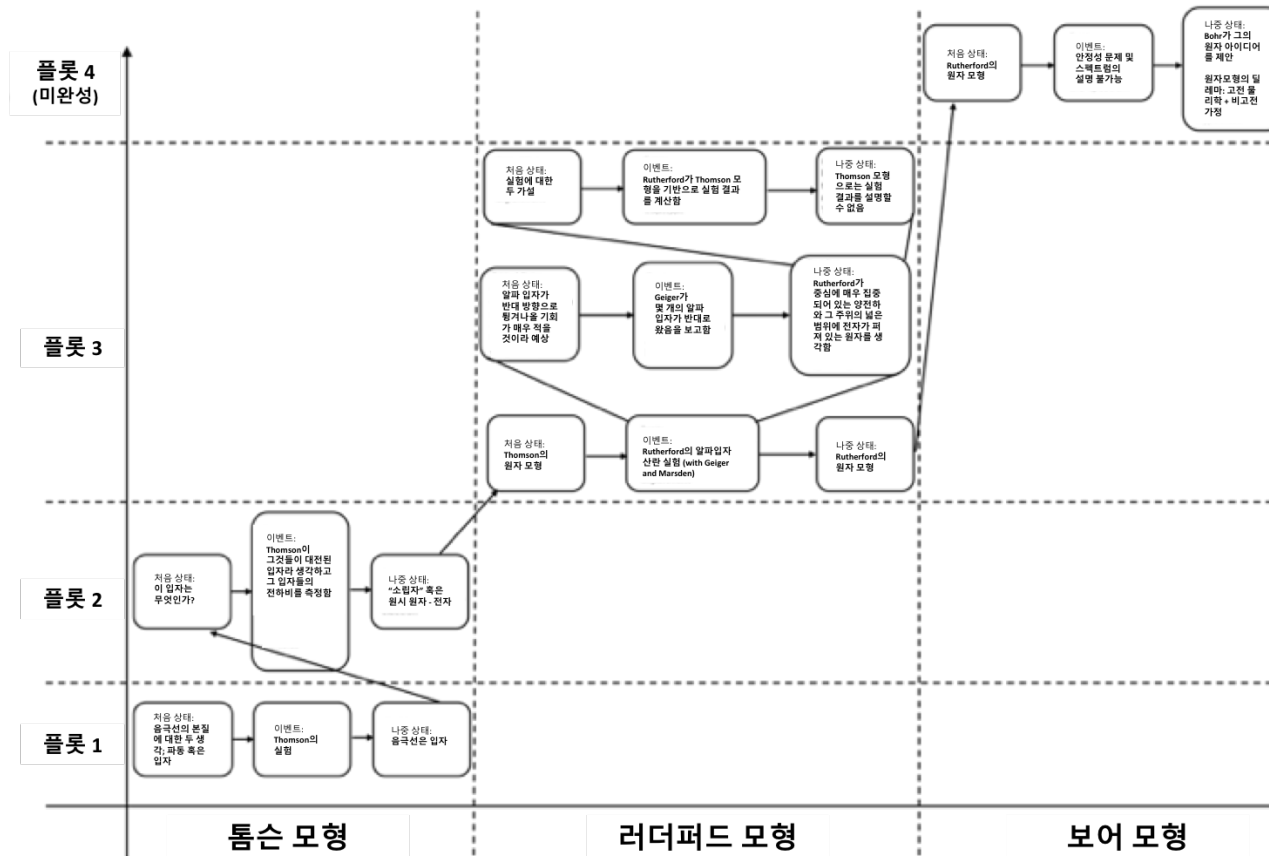 플롯 4
(미완성)
처음 상태:
Rutherford의
원자 모형
이벤트:
안정성 문제 및
스펙트럼의
설명 불가능
나중 상태:
Bohr가 그의
원자 아이디어
를 제안
원자모형의 딜
레마: 고전 물
리학 + 비고전
가정
플롯 3
처음 상태:
실험에 대한
두 가설
이벤트:
Rutherford가 Thomson 모
형을 기반으로 실험 결과
를 계산함
나중 상태:
Thomson 모형
으로는 실험
결과를 설명할
수 없음
처음 상태:
알파 입자가
반대 방향으로
튕겨나올 기회
가 매우 적을
것이라 예상
이벤트:
Geiger가
몇 개의 알파
입자가 반대로
왔음을 보고함
나중 상태:
Rutherford가
중심에 매우 집중
되어 있는 양전하
와 그 주위의 넓은
범위에 전자가 퍼
져 있는 원자를 생
각함
처음 상태:
Thomson의
원자 모형
이벤트:
Rutherford의 알파입자
산란 실험 (with Geiger
and Marsden)
나중 상태:
Rutherford의
원자 모형
플롯 2
처음 상태:
이 입자는
무엇인가?
이벤트:
Thomson이
그것들이 대전된
입자라 생각하고
그 입자들의
전하비를 측정함
나중 상태:
“소립자” 혹은
원시 원자 - 전자
플롯 1
처음 상태:
음극선의 본질
에 대한 두 생
각; 파동 혹은
입자
이벤트:
Thomson의
실험
나중 상태:
음극선은 입자
톰슨 모형
러더퍼드 모형
보어 모형